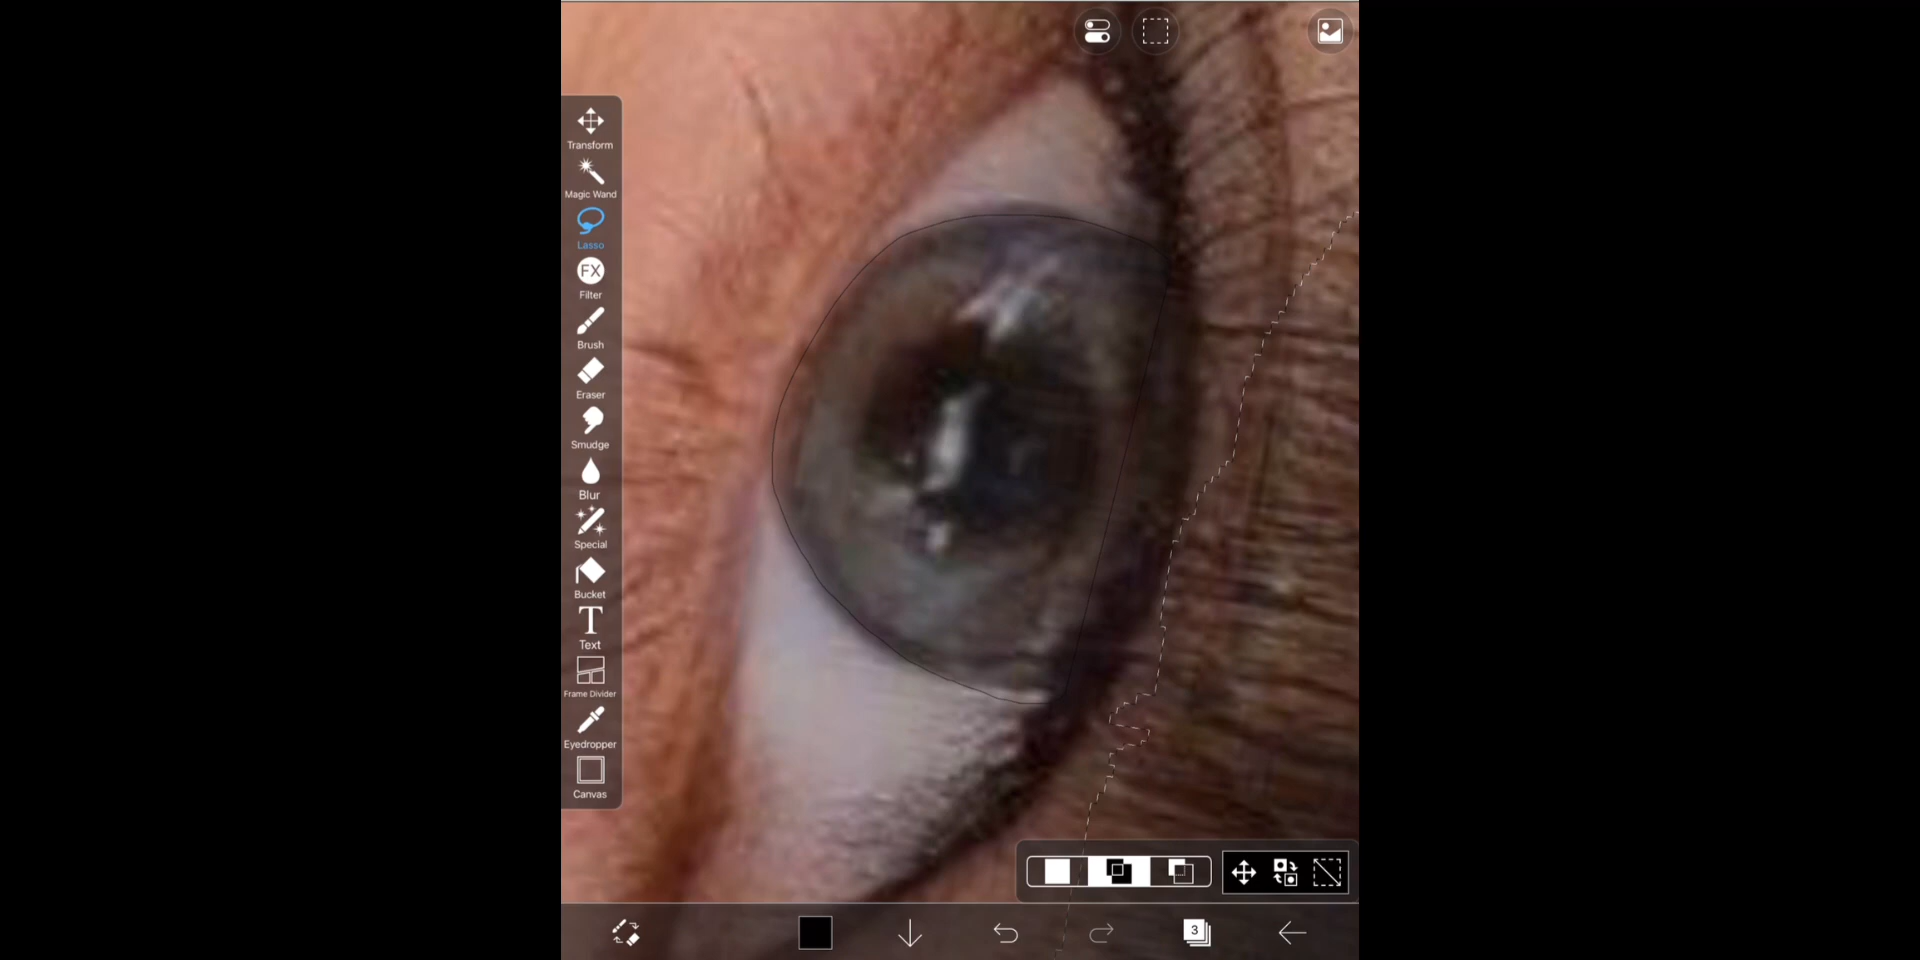 Transform
Magic Wand
Lasso
FX
Filter
Brush
Eraser
Smudge
Blur
Special
Bucket
T
Text
Frame Divider
Eyedropper
Canvas
3